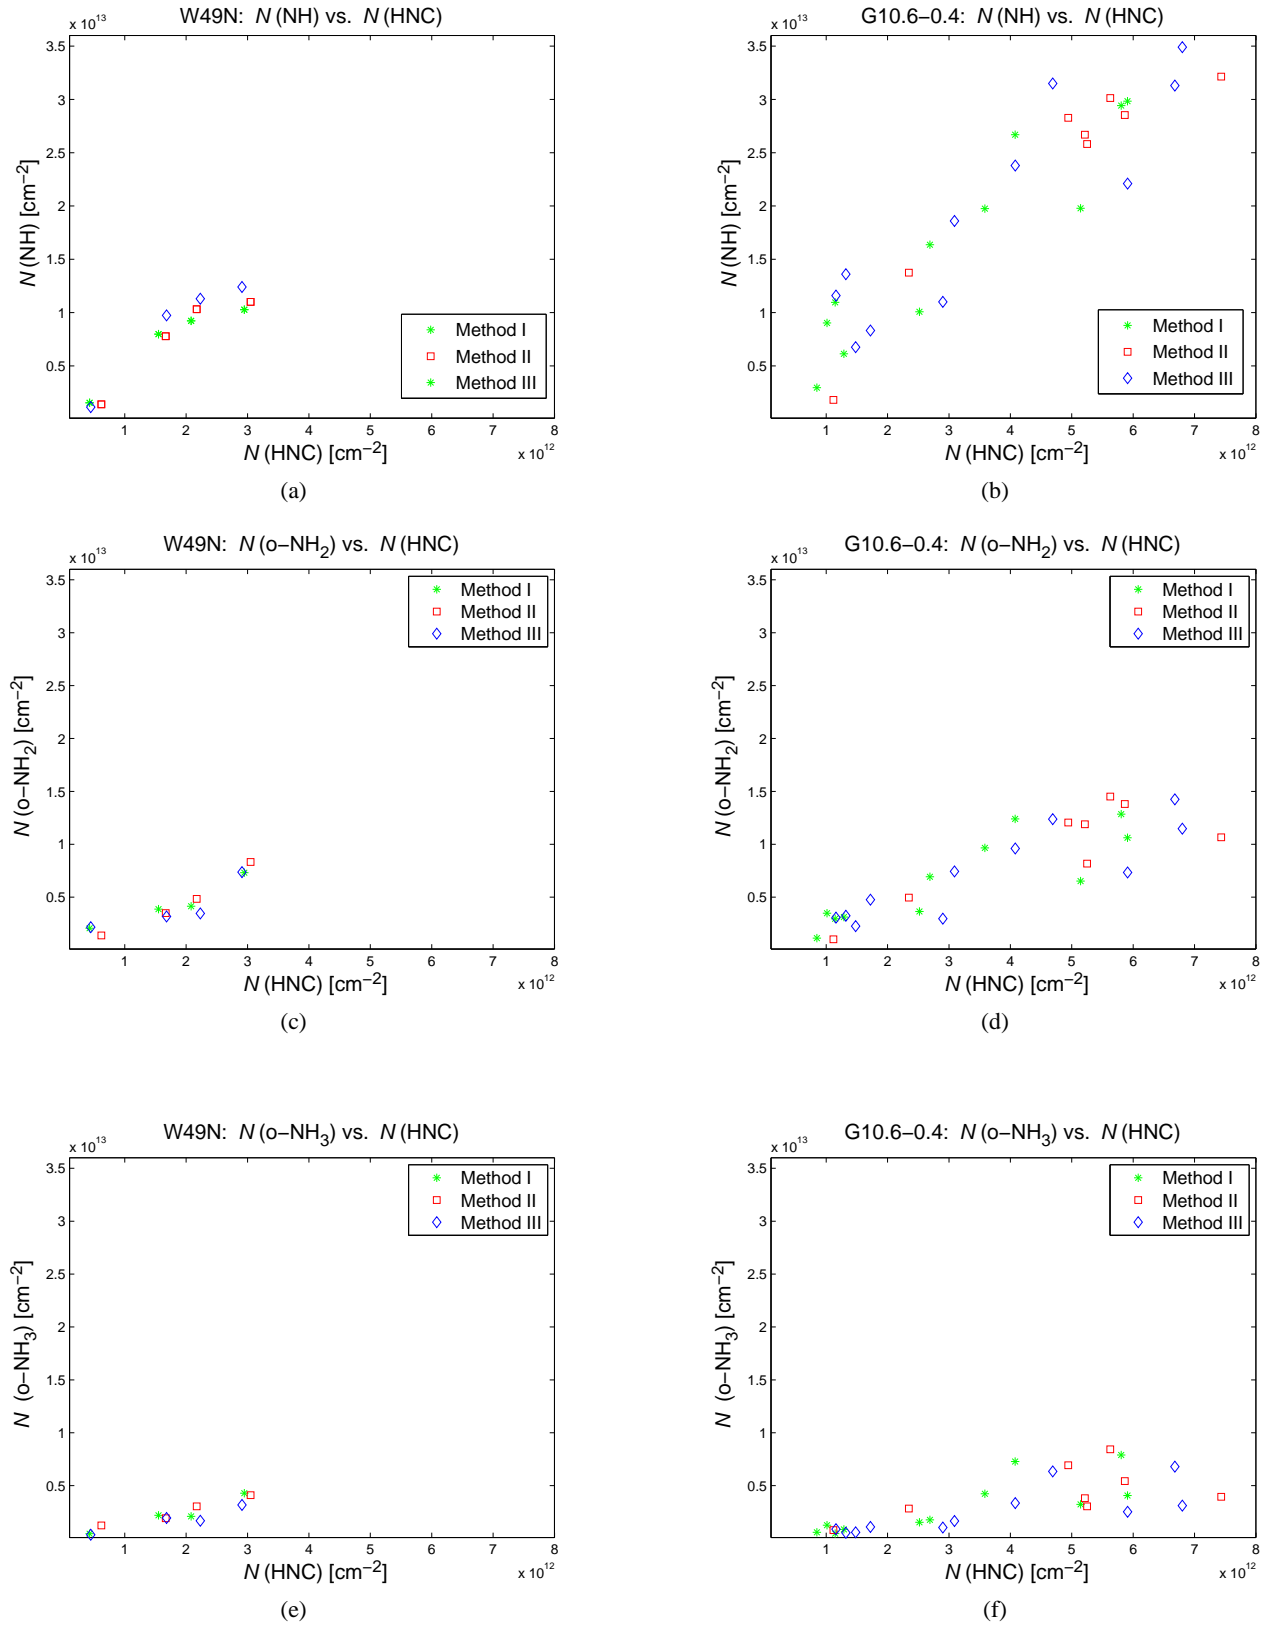 W49N: N(NH) vs. N(HNC)
x 10^13
3.5
3
2.5
2
1.5
1
0.5
N(NH) [cm−2]
Method I
Method II
Method III
1 2 3 4 5 6 7 8
N(HNC) [cm−2]
x 10^12
(a)
G10.6−0.4: N(NH) vs. N(HNC)
x 10^13
3.5
3
2.5
2
1.5
1
0.5
N(NH) [cm−2]
Method I
Method II
Method III
1 2 3 4 5 6 7 8
N(HNC) [cm−2]
x 10^12
(b)
W49N: N(o−NH2) vs. N(HNC)
x 10^13
3.5
3
2.5
2
1.5
1
0.5
N(o−NH2) [cm−2]
Method I
Method II
Method III
1 2 3 4 5 6 7 8
N(HNC) [cm−2]
x 10^12
(c)
G10.6−0.4: N(o−NH2) vs. N(HNC)
x 10^13
3.5
3
2.5
2
1.5
1
0.5
N(o−NH2) [cm−2]
Method I
Method II
Method III
1 2 3 4 5 6 7 8
N(HNC) [cm−2]
x 10^12
(d)
W49N: N(o−NH3) vs. N(HNC)
x 10^13
3.5
3
2.5
2
1.5
1
0.5
N (o−NH3) [cm−2]
Method I
Method II
Method III
1 2 3 4 5 6 7 8
N(HNC) [cm−2]
x 10^12
(e)
G10.6−0.4: N(o−NH3) vs. N(HNC)
x 10^13
3.5
3
2.5
2
1.5
1
0.5
N (o−NH3) [cm−2]
Method I
Method II
Method III
1 2 3 4 5 6 7 8
N(HNC) [cm−2]
x 10^12
(f)